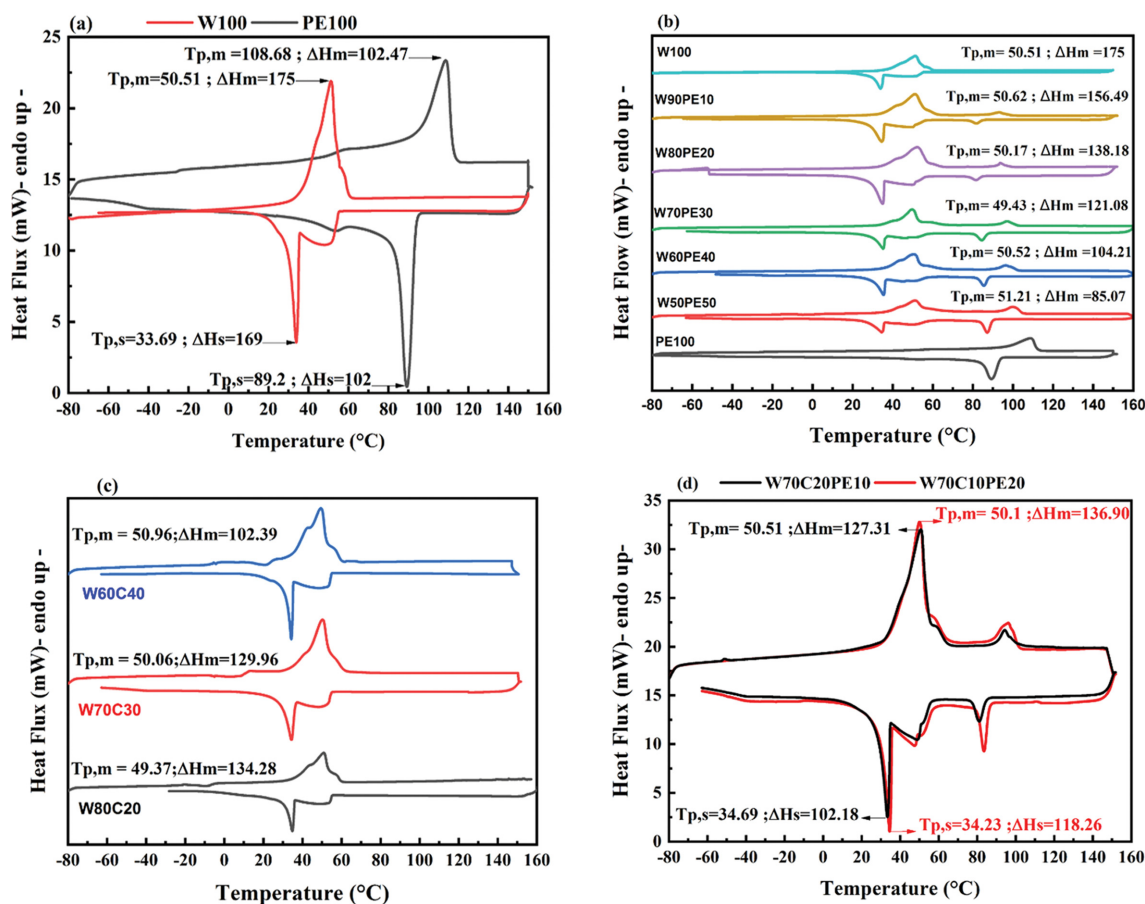 (a)
W100
PE100
Tp,m = 108.68 ; ΔHm=102.47
Tp,m=50.51 ; ΔHm=175
Tp,s=33.69 ; ΔHs=169
Tp,s=89.2 ; ΔHs=102
Heat Flux (mW)- endo up -
25
20
15
10
5
0
-80 -60 -40 -20 0 20 40 60 80 100 120 140 160
Temperature (°C)
(b)
W100
Tp,m= 50.51 ; ΔHm =175
W90PE10
Tp,m= 50.62 ; ΔHm =156.49
W80PE20
Tp,m= 50.17 ; ΔHm =138.18
W70PE30
Tp,m= 49.43 ; ΔHm =121.08
W60PE40
Tp,m= 50.52 ; ΔHm =104.21
W50PE50
Tp,m= 51.21 ; ΔHm =85.07
PE100
Heat Flow (mW)- endo up -
-80 -60 -40 -20 0 20 40 60 80 100 120 140 160
Temperature (°C)
(c)
Tp,m = 50.96;ΔHm=102.39
W60C40
Tp,m = 50.06;ΔHm=129.96
W70C30
Tp,m = 49.37;ΔHm=134.28
W80C20
Heat Flux (mW)- endo up -
-80 -60 -40 -20 0 20 40 60 80 100 120 140 160
Temperature (°C)
(d)
W70C20PE10
W70C10PE20
Tp,m= 50.1 ;ΔHm=136.90
Tp,m= 50.51 ;ΔHm=127.31
Tp,s=34.69 ;ΔHs=102.18
Tp,s=34.23 ;ΔHs=118.26
Heat Flux (mW)- endo up-
35
30
25
20
15
10
5
0
-80 -60 -40 -20 0 20 40 60 80 100 120 140 160
Temperature (°C)